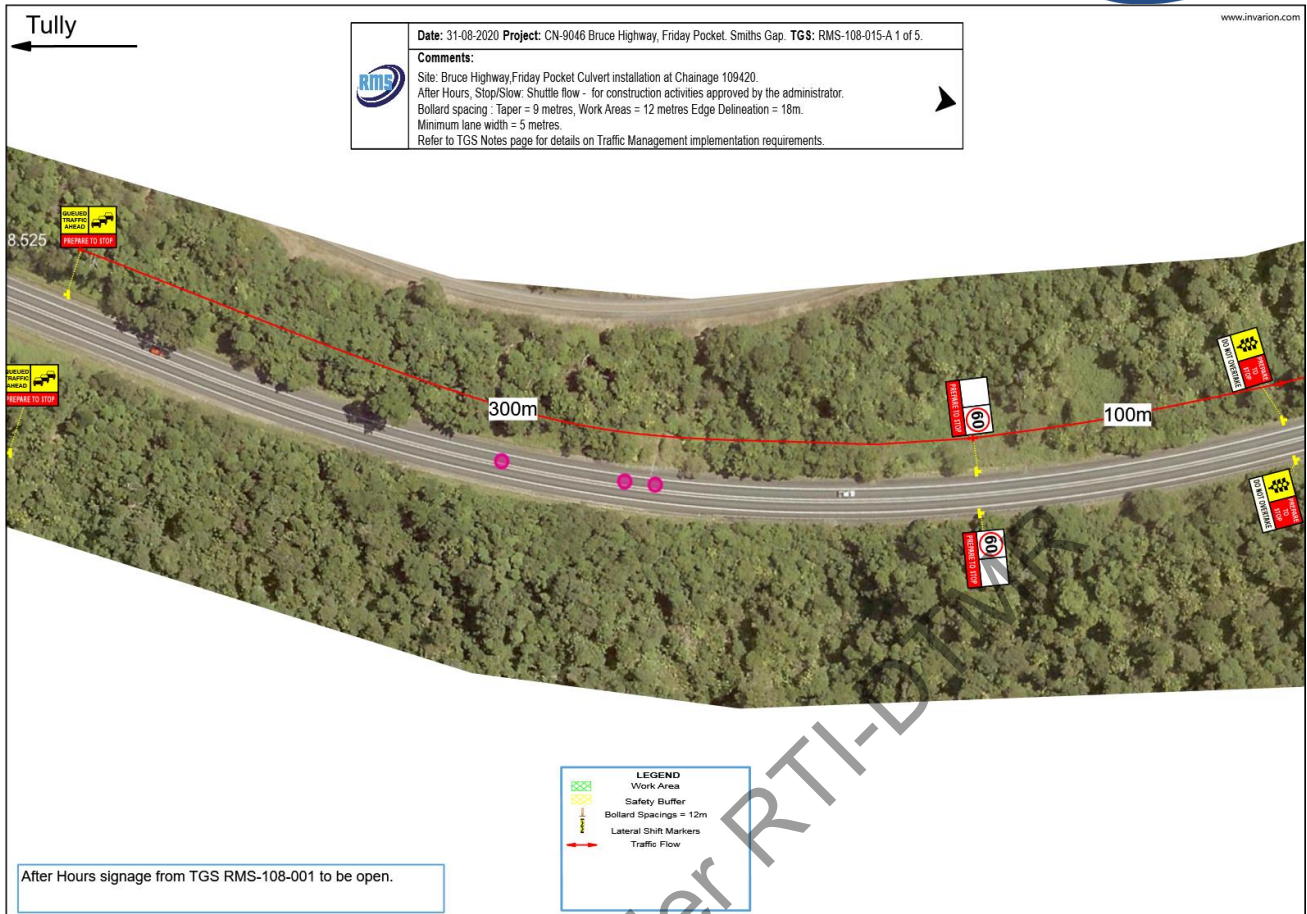 www.invarion.com
Tully
RMS
Date: 31-08-2020 Project: CN-9046 Bruce Highway, Friday Pocket. Smiths Gap. TGS: RMS-108-015-A 1 of 5.
Comments:
Site: Bruce Highway,Friday Pocket Culvert installation at Chainage 109420.
After Hours, Stop/Slow: Shuttle flow - for construction activities approved by the administrator.
Bollard spacing : Taper = 9 metres, Work Areas = 12 metres Edge Delineation = 18m.
Minimum lane width = 5 metres.
Refer to TGS Notes page for details on Traffic Management implementation requirements.
QUEUED
TRAFFIC
AHEAD
PREPARE TO STOP
8.525
QUEUED
TRAFFIC
AHEAD
PREPARE TO STOP
300m
PREPARE TO STOP
60
100m
DO NOT OVERTAKE
PREPARE
TO
STOP
PREPARE TO STOP
60
DO NOT OVERTAKE
PREPARE
TO
STOP
LEGEND
Work Area
Safety Buffer
Bollard Spacings = 12m
Lateral Shift Markers
Traffic Flow
After Hours signage from TGS RMS-108-001 to be open.
er RTI-DTMR